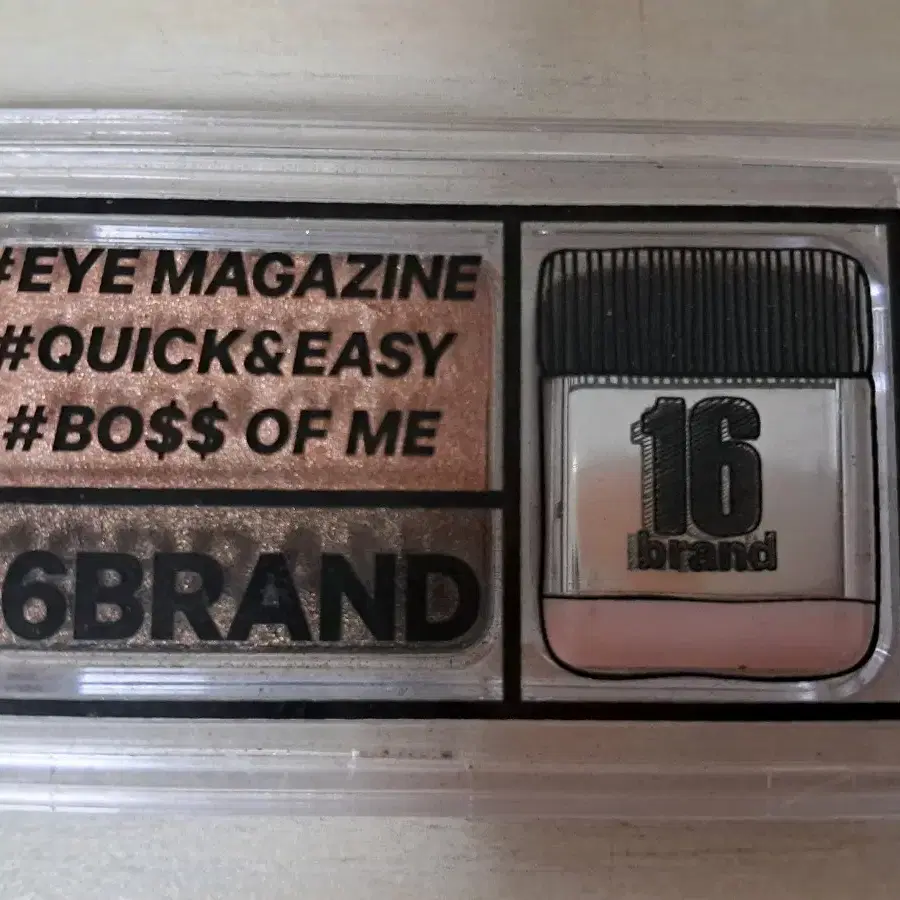 #EYE MAGAZINE
#QUICK&EASY
#BO$$ OF ME
6BRAND
16
brand